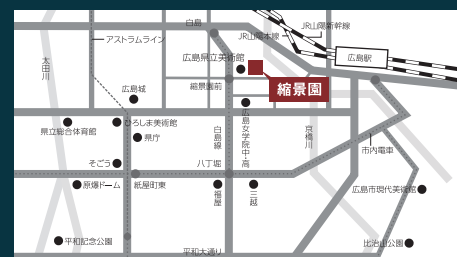 白島
JR山陽新幹線
JR山陽本線
アストラムライン
太田川
広島県立美術館
広島駅
広島城
縮景園前
縮景園
県立総合体育館
ひろしま美術館
県庁
白島線
広島女学院中・高
京橋川
市内電車
そごう
八丁堀
原爆ドーム
紙屋町東
福屋
三越
広島市現代美術館
平和記念公園
平和大通り
比治山公園